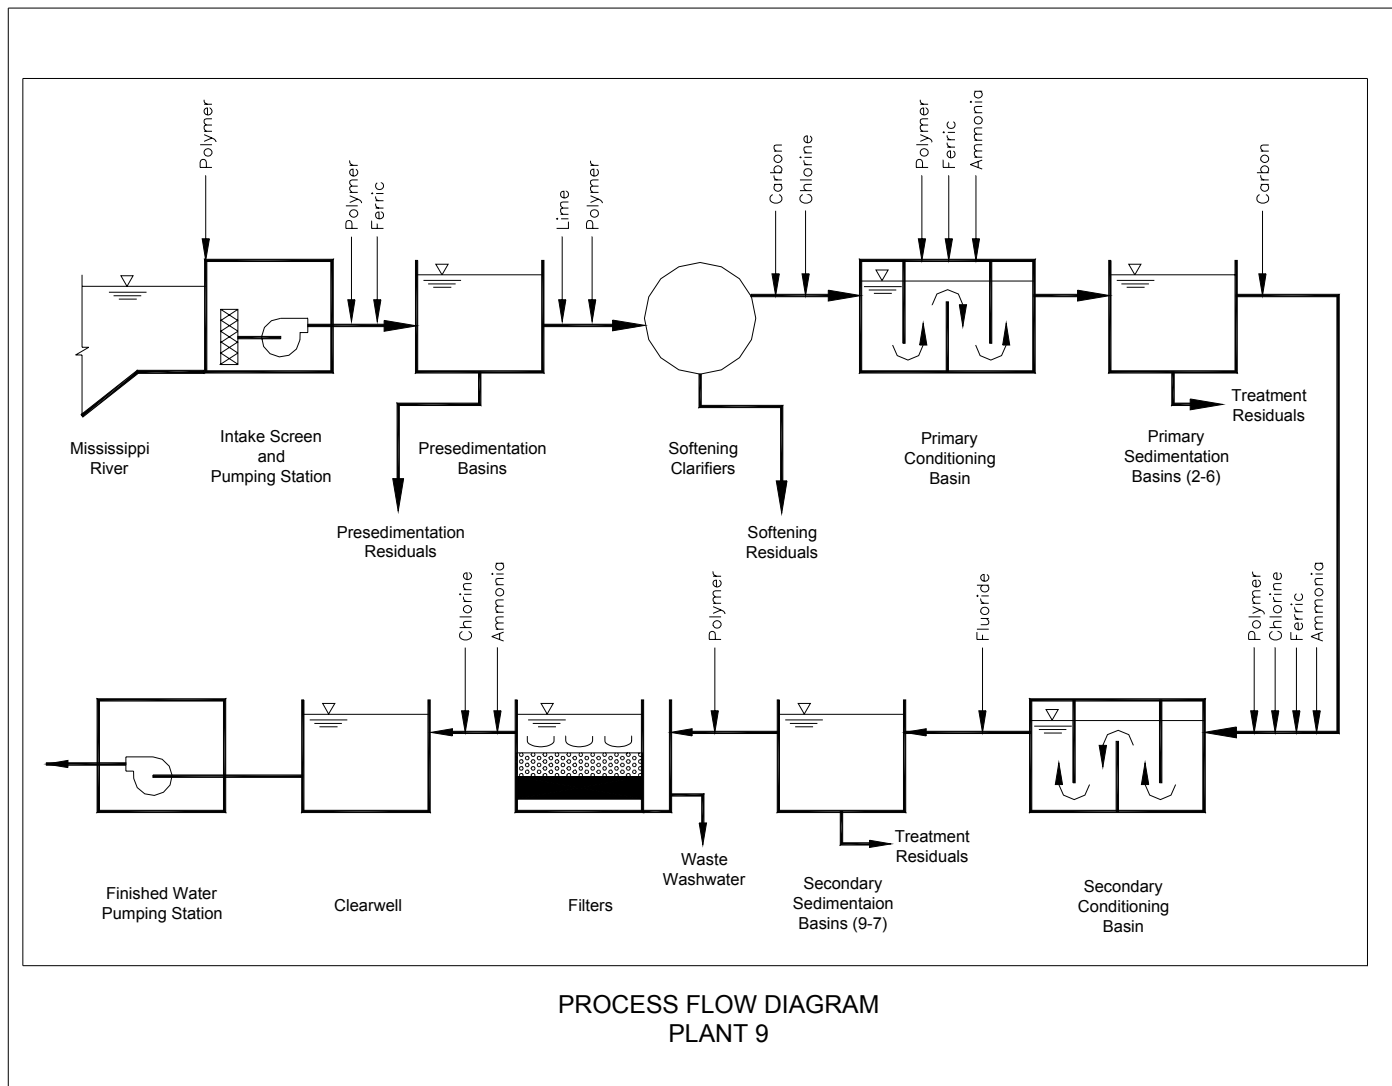 Polymer
Polymer
Ferric
Lime
Polymer
Carbon
Chlorine
Polymer
Ferric
Ammonia
Carbon
Mississippi
River
Intake Screen
and
Pumping Station
Presedimentation
Basins
Softening
Clarifiers
Primary
Conditioning
Basin
Primary
Sedimentation
Basins (2-6)
Treatment
Residuals
Presedimentation
Residuals
Softening
Residuals
Chlorine
Ammonia
Polymer
Fluoride
Polymer
Chlorine
Ferric
Ammonia
Finished Water
Pumping Station
Clearwell
Filters
Waste
Washwater
Secondary
Sedimentaion
Basins (9-7)
Treatment
Residuals
Secondary
Conditioning
Basin
PROCESS FLOW DIAGRAM
PLANT 9